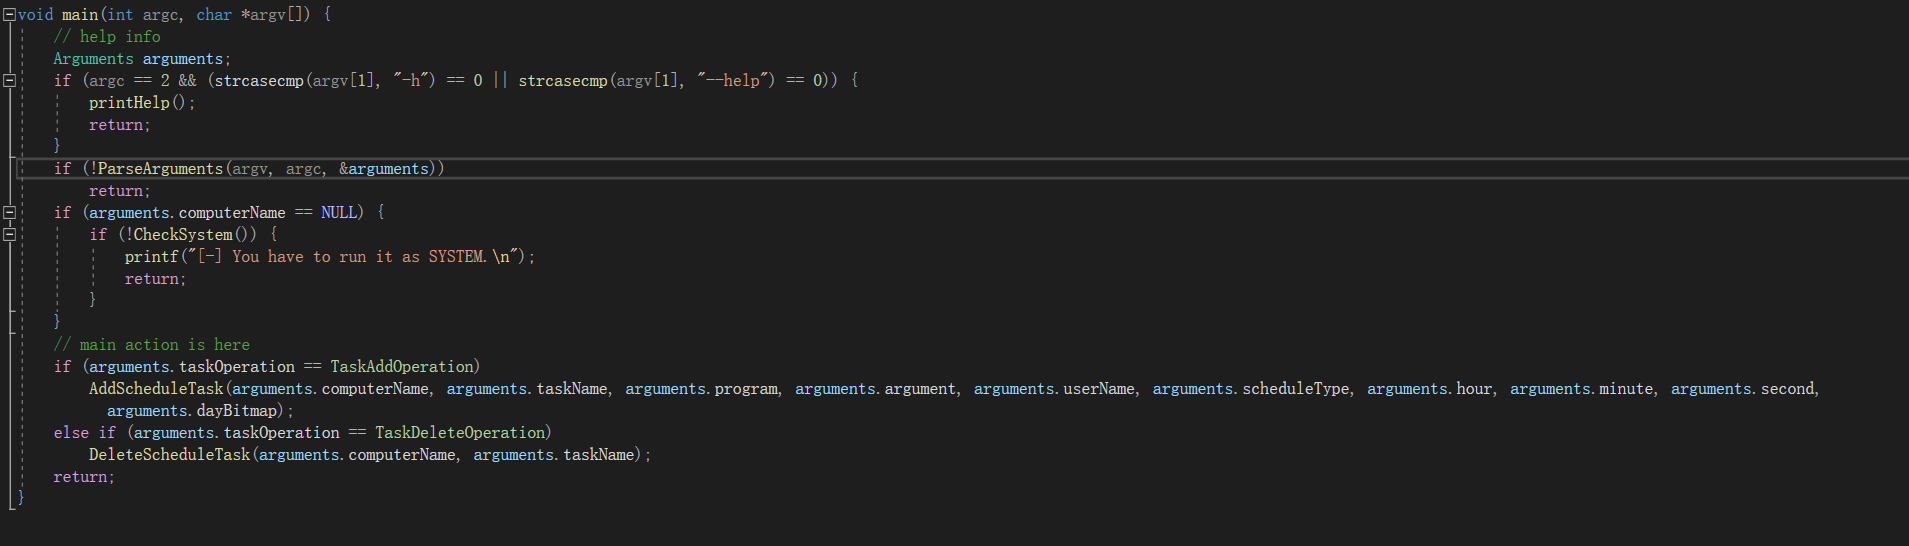 void main(int argc, char *argv[]) {
// help info
Arguments arguments;
if (argc == 2 && (strcasecmp(argv[1], "-h") == 0 || strcasecmp(argv[1], "--help") == 0)) {
printHelp();
return;
}
if (!ParseArguments(argv, argc, &arguments))
return;
if (arguments.computerName == NULL) {
if (!CheckSystem()) {
printf("[-] You have to run it as SYSTEM.\n");
return;
}
}
// main action is here
if (arguments.taskOperation == TaskAddOperation)
AddScheduleTask(arguments.computerName, arguments.taskName, arguments.program, arguments.argument, arguments.userName, arguments.scheduleType, arguments.hour, arguments.minute, arguments.second,
arguments.dayBitmap);
else if (arguments.taskOperation == TaskDeleteOperation)
DeleteScheduleTask(arguments.computerName, arguments.taskName);
return;
}